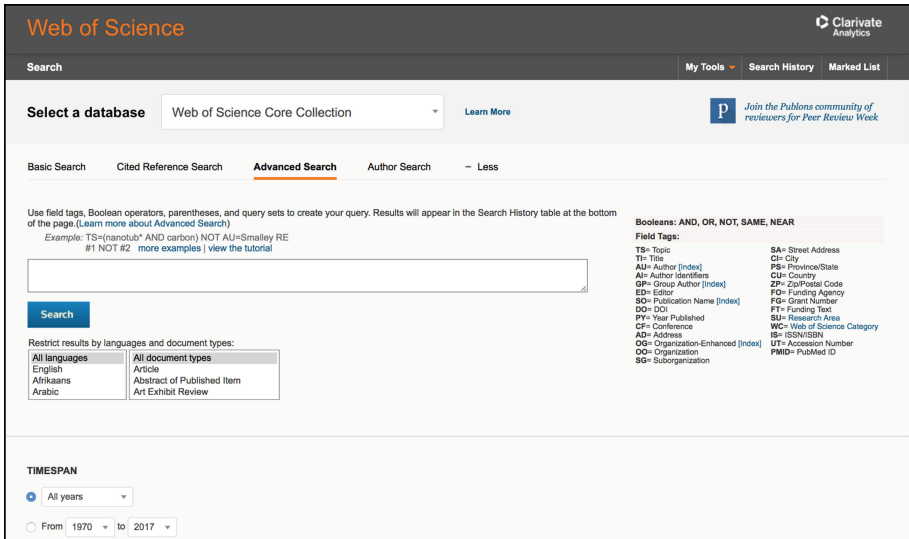 Web of Science
Clarivate
Analytics
Search
My Tools Search History Marked List
Select a database Web of Science Core Collection Learn More
p Join the Publons community of
reviewers for Peer Review Week
Basic Search Cited Reference Search Advanced Search Author Search − Less
Use field tags, Boolean operators, parentheses, and query sets to create your query. Results will appear in the Search History table at the bottom
of the page.(Learn more about Advanced Search)
Example: TS=(nanotub* AND carbon) NOT AU=Smalley RE
#1 NOT #2 more examples | view the tutorial
Search
Restrict results by languages and document types:
All languages
English
Afrikaans
Arabic
All document types
Article
Abstract of Published Item
Art Exhibit Review
Booleans: AND, OR, NOT, SAME, NEAR
Field Tags:
TS= Topic
TI= Title
AU= Author [Index]
AI= Author Identifiers
GP= Group Author [Index]
ED= Editor
SO= Publication Name [Index]
DO= DOI
PY= Year Published
CF= Conference
AD= Address
OG= Organization-Enhanced [Index]
OO= Organization
SG= Suborganization
SA= Street Address
CI= City
PS= Province/State
CU= Country
ZP= Zip/Postal Code
FO= Funding Agency
FG= Grant Number
FT= Funding Text
SU= Research Area
WC= Web of Science Category
IS= ISSN/ISBN
UT= Accession Number
PMID= PubMed ID
TIMESPAN
All years
From 1970 to 2017